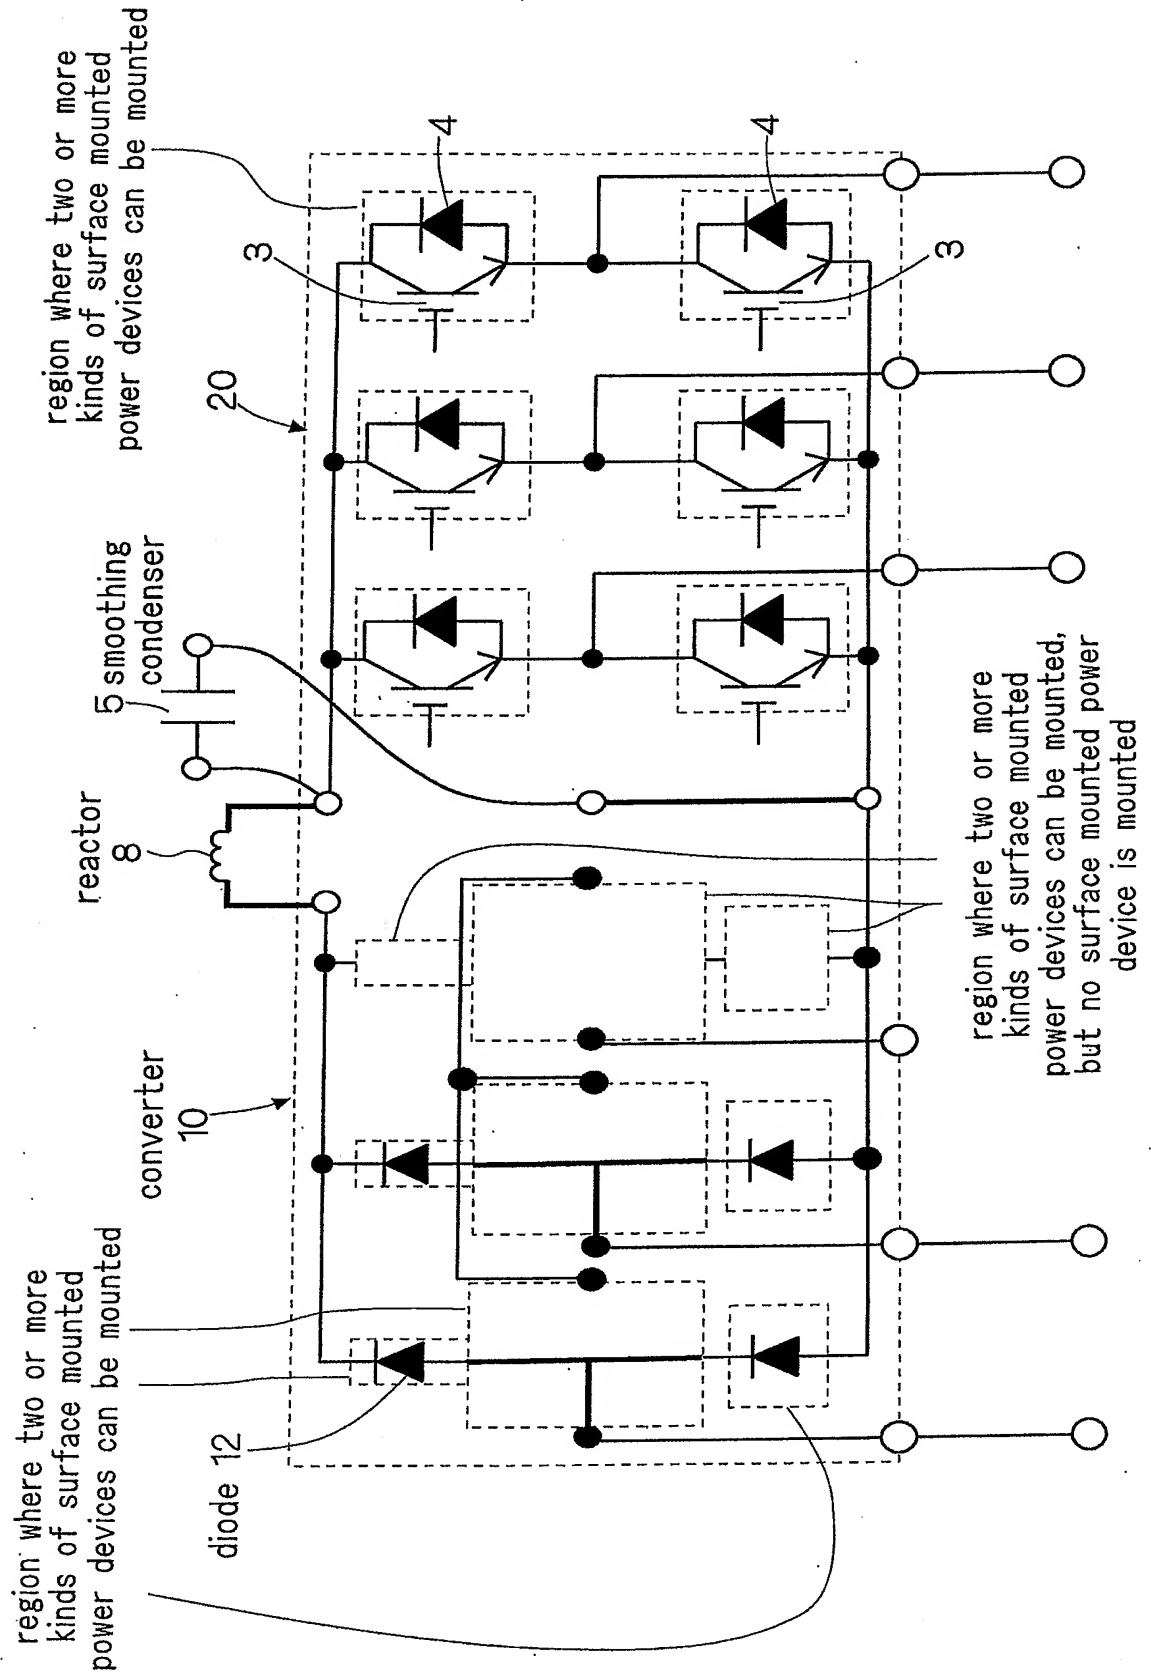 region where two or more
kinds of surface mounted
power devices can be mounted
diode 12
converter
10
reactor
8
5 smoothing
condenser
20
region where two or more
kinds of surface mounted
power devices can be mounted
3
4
4
3
region where two or more
kinds of surface mounted
power devices can be mounted,
but no surface mounted power
device is mounted